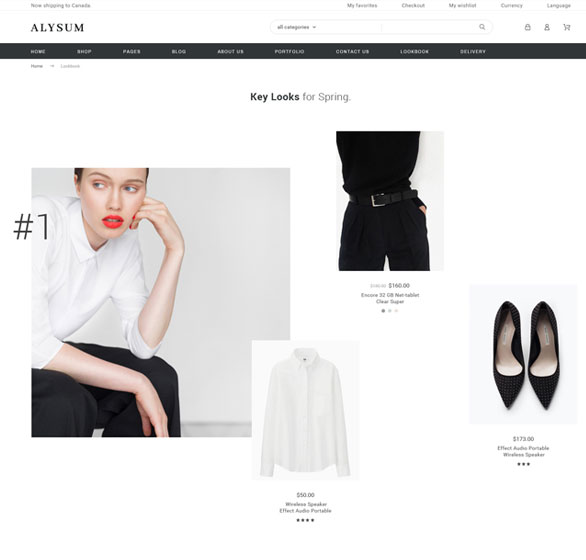 Now shipping to Canada
My favorites
Checkout
My wishlist
Currency
Language
ALYSUM
all categories
HOME
SHOP
PAGES
BLOG
ABOUT US
PORTFOLIO
CONTACT US
LOOKBOOK
DELIVERY
Home
Lookbook
Key Looks for Spring.
#1
$160.00
Encore 32 GB Net-tablet
Clear Super
$173.00
Effect Audio Portable
Wireless Speaker
$50.00
Wireless Speaker
Effect Audio Portable